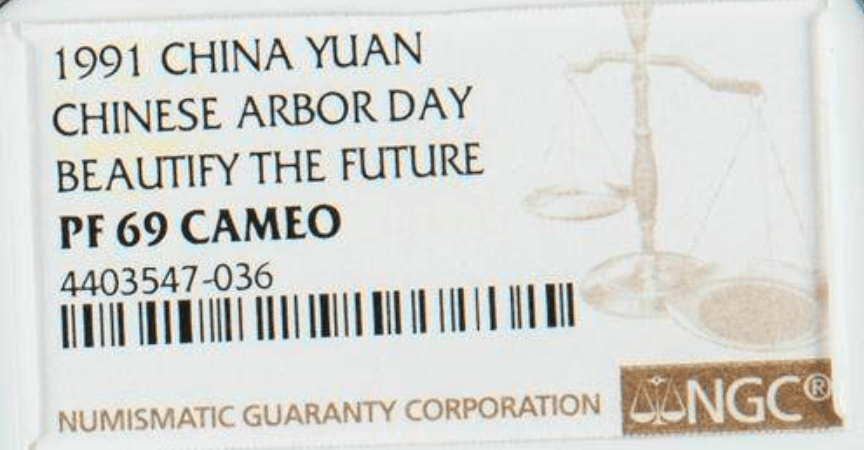 1991 CHINA YUAN
CHINESE ARBOR DAY
BEAUTIFY THE FUTURE
PF 69 CAMEO
4403547-036
NUMISMATIC GUARANTY CORPORATION
NGC®